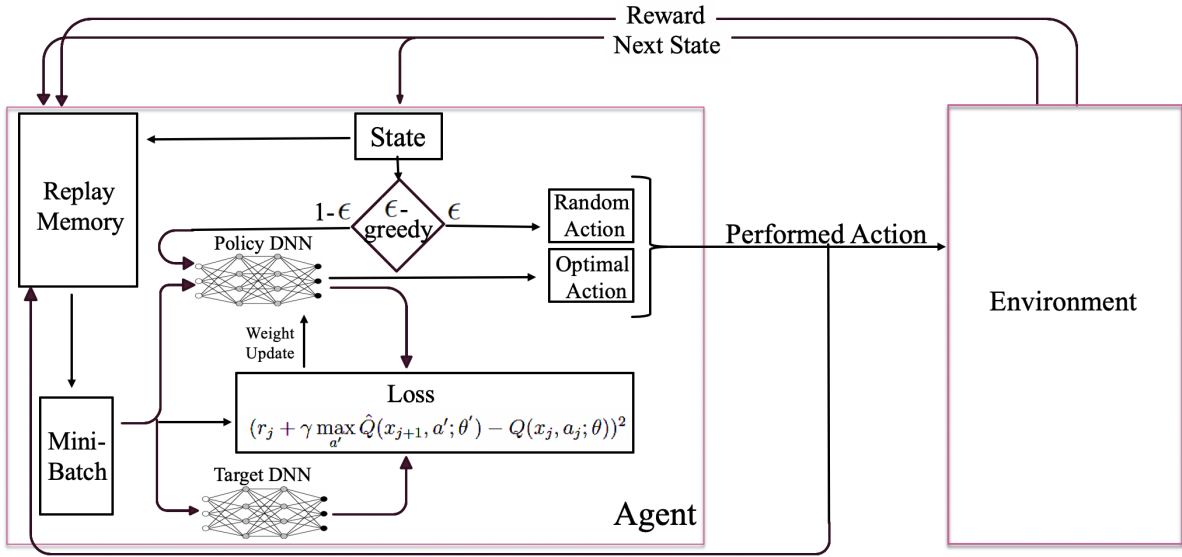 Reward
Next State
State
Replay
Memory
1-ϵ
ϵ-
greedy
ϵ
Random
Action
Policy DNN
Optimal
Action
Performed Action
Environment
Weight
Update
Loss
(r_j + γ max_{a'} Q̂(x_{j+1}, a'; θ') − Q(x_j, a_j; θ))²
Mini-
Batch
Target DNN
Agent